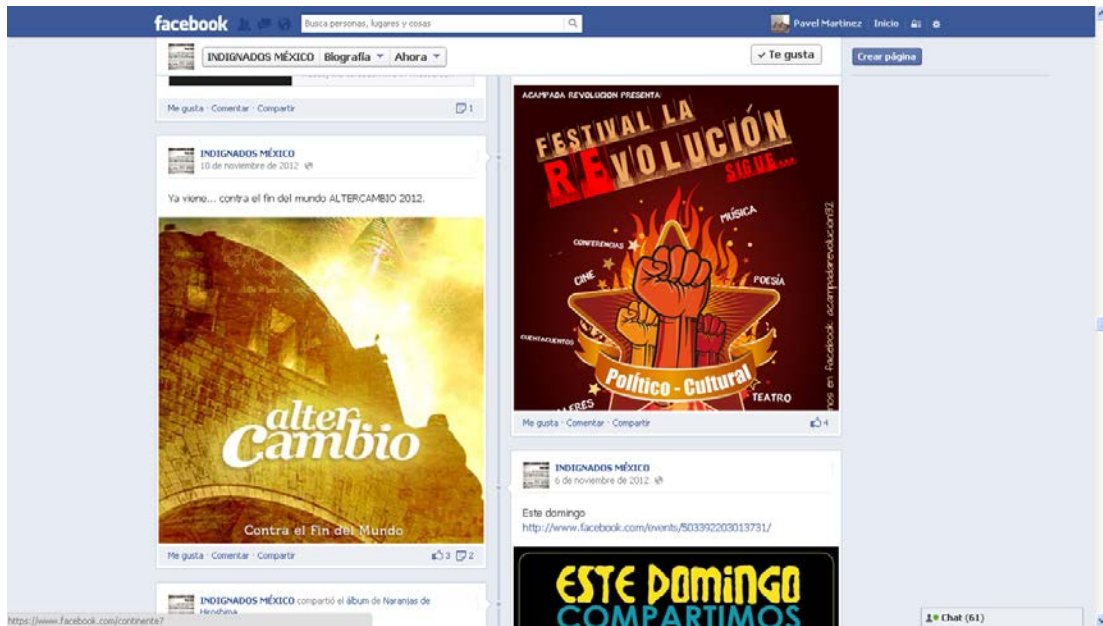 facebook
Busca personas, lugares y cosas
Pavel Martinez Inicio
INDIGNADOS MÉXICO Biografía Ahora
Te gusta
Crear página
Me gusta · Comentar · Compartir 1
INDIGNADOS MÉXICO
10 de noviembre de 2012
Ya viene... contra el fin del mundo ALTERCAMBIO 2012.
alter
Cambio
Contra el Fin del Mundo
Me gusta · Comentar · Compartir 3 2
INDIGNADOS MÉXICO compartió el álbum de Naranjas de
Hiroshima
https://www.facebook.com/continente7
ACAMPADA REVOLUCION PRESENTA:
FESTIVAL LA
REVOLUCIÓN
SIGUE...
MÚSICA
CONFERENCIAS
CINE
POESÍA
CUENTACUENTOS
Político - Cultural
TEATRO
LLERES
nos en facebook: acampadarevolucion132
Me gusta · Comentar · Compartir 4
INDIGNADOS MÉXICO
6 de noviembre de 2012
Este domingo
http://www.facebook.com/events/503392203013731/
ESTE DOMINGO
COMPARTIMOS
Chat (61)